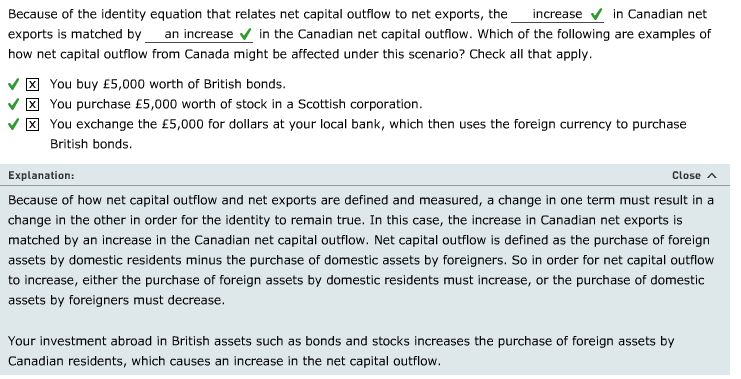 Because of the identity equation that relates net capital outflow to net exports, the increase ✔ in Canadian net
exports is matched by an increase ✔ in the Canadian net capital outflow. Which of the following are examples of
how net capital outflow from Canada might be affected under this scenario? Check all that apply.
✔ ☒ You buy £5,000 worth of British bonds.
✔ ☒ You purchase £5,000 worth of stock in a Scottish corporation.
✔ ☒ You exchange the £5,000 for dollars at your local bank, which then uses the foreign currency to purchase
British bonds.
Explanation: Close ∧
Because of how net capital outflow and net exports are defined and measured, a change in one term must result in a
change in the other in order for the identity to remain true. In this case, the increase in Canadian net exports is
matched by an increase in the Canadian net capital outflow. Net capital outflow is defined as the purchase of foreign
assets by domestic residents minus the purchase of domestic assets by foreigners. So in order for net capital outflow
to increase, either the purchase of foreign assets by domestic residents must increase, or the purchase of domestic
assets by foreigners must decrease.
Your investment abroad in British assets such as bonds and stocks increases the purchase of foreign assets by
Canadian residents, which causes an increase in the net capital outflow.